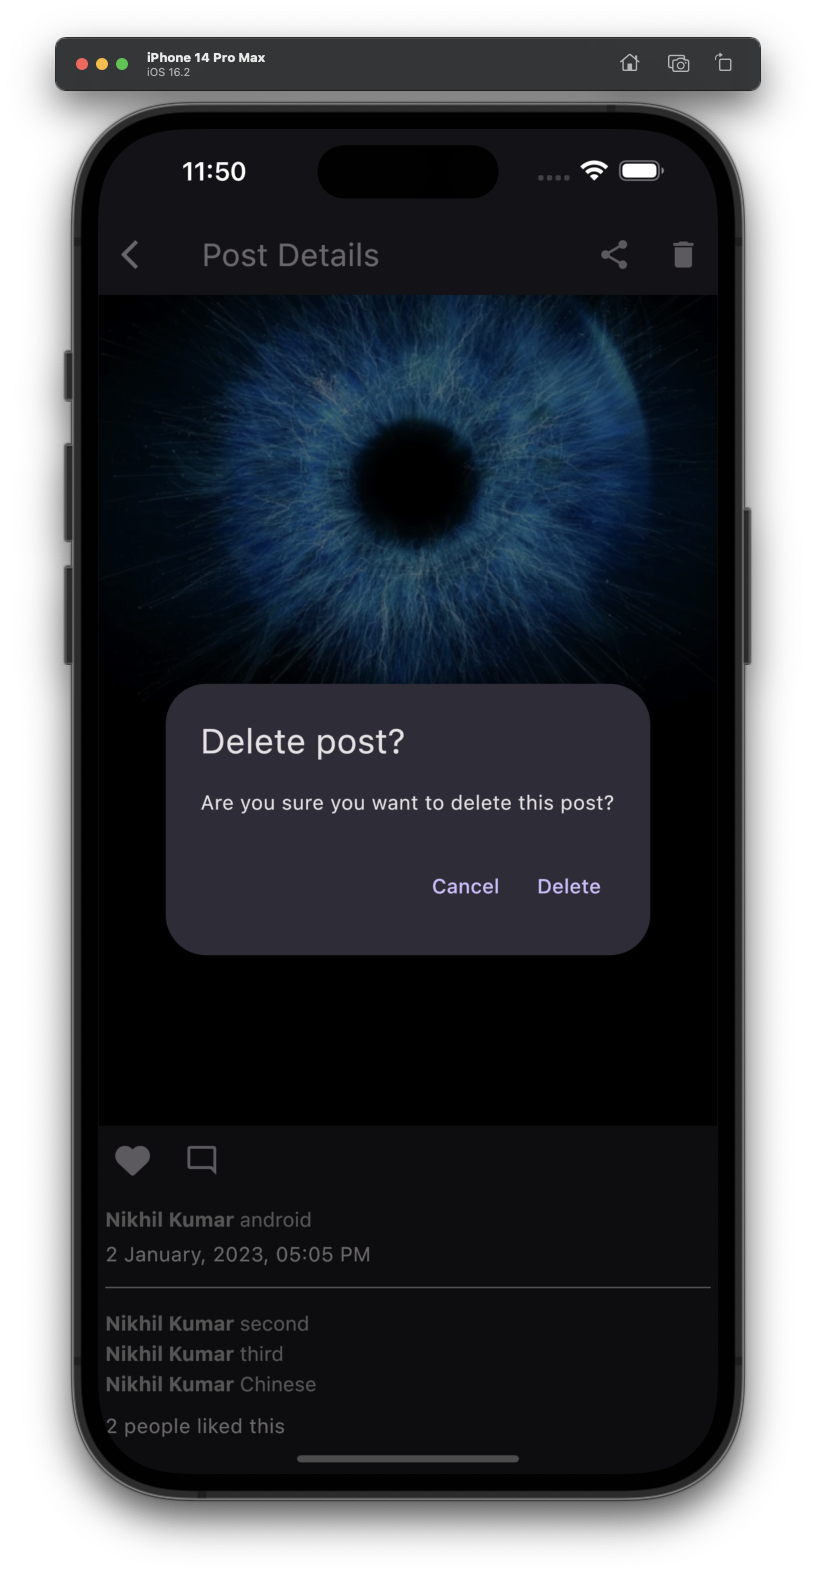 iPhone 14 Pro Max
iOS 16.2
11:50
Post Details
Delete post?
Are you sure you want to delete this post?
Cancel Delete
Nikhil Kumar android
2 January, 2023, 05:05 PM
Nikhil Kumar second
Nikhil Kumar third
Nikhil Kumar Chinese
2 people liked this